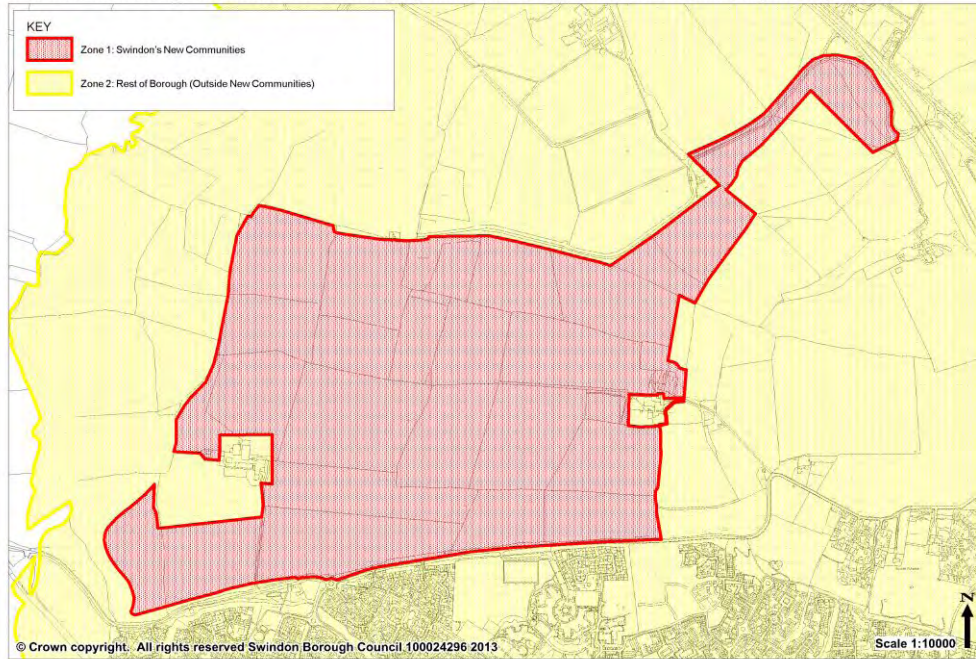 KEY
Zone 1: Swindon's New Communities
Zone 2: Rest of Borough (Outside New Communities)
N
© Crown copyright. All rights reserved Swindon Borough Council 100024296 2013
Scale 1:10000